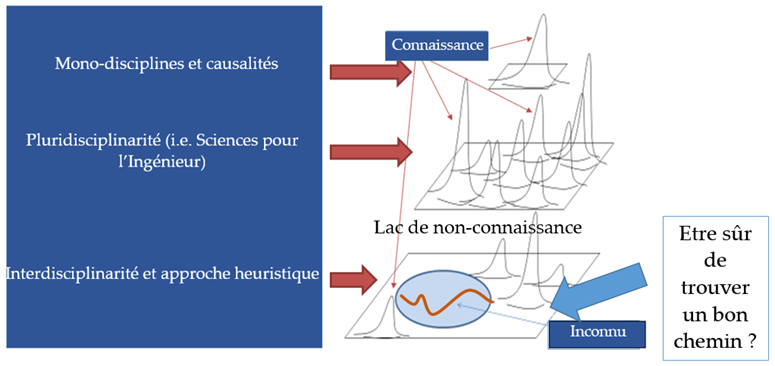 Mono-disciplines et causalités
Pluridisciplinarité (i.e. Sciences pour
l'Ingénieur)
Interdisciplinarité et approche heuristique
Connaissance
Lac de non-connaissance
Inconnu
Etre sûr
de
trouver
un bon
chemin ?